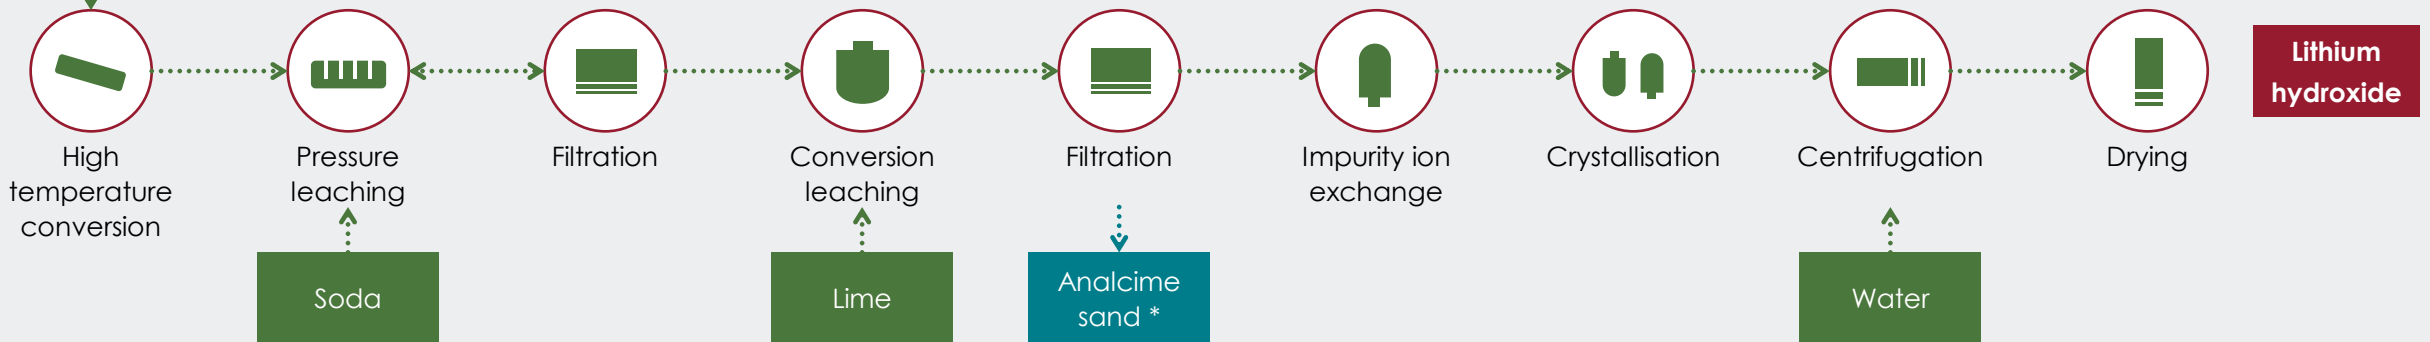 Lithium
hydroxide
High
temperature
conversion
Pressure
leaching
Filtration
Conversion
leaching
Filtration
Impurity ion
exchange
Crystallisation
Centrifugation
Drying
Soda
Lime
Analcime
sand *
Water